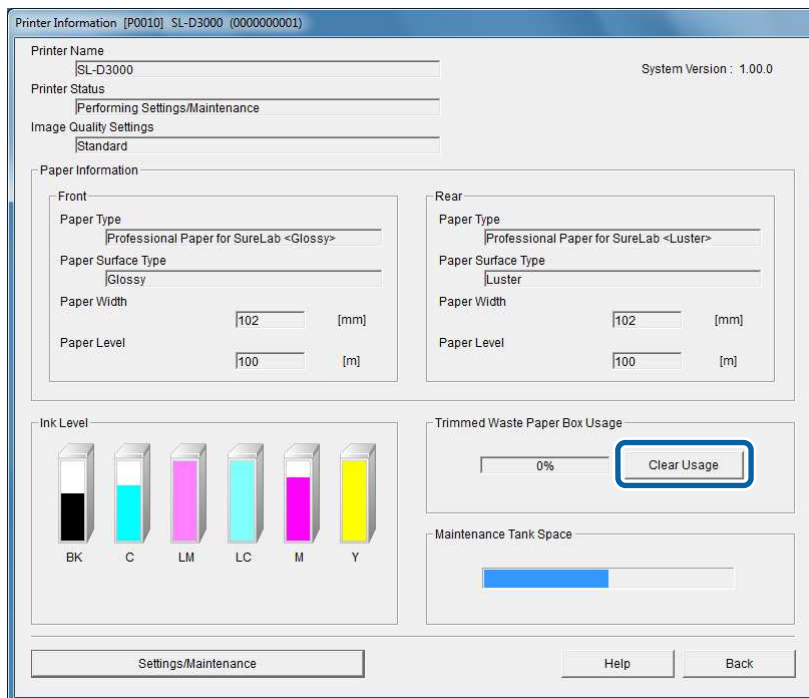 Printer Information [P0010] SL-D3000 (0000000001)
Printer Name
SL-D3000
System Version : 1.00.0
Printer Status
Performing Settings/Maintenance
Image Quality Settings
Standard
Paper Information
Front
Paper Type
Professional Paper for SureLab <Glossy>
Paper Surface Type
Glossy
Paper Width
102 [mm]
Paper Level
100 [m]
Rear
Paper Type
Professional Paper for SureLab <Luster>
Paper Surface Type
Luster
Paper Width
102 [mm]
Paper Level
100 [m]
Ink Level
BK C LM LC M Y
Trimmed Waste Paper Box Usage
0% Clear Usage
Maintenance Tank Space
Settings/Maintenance Help Back